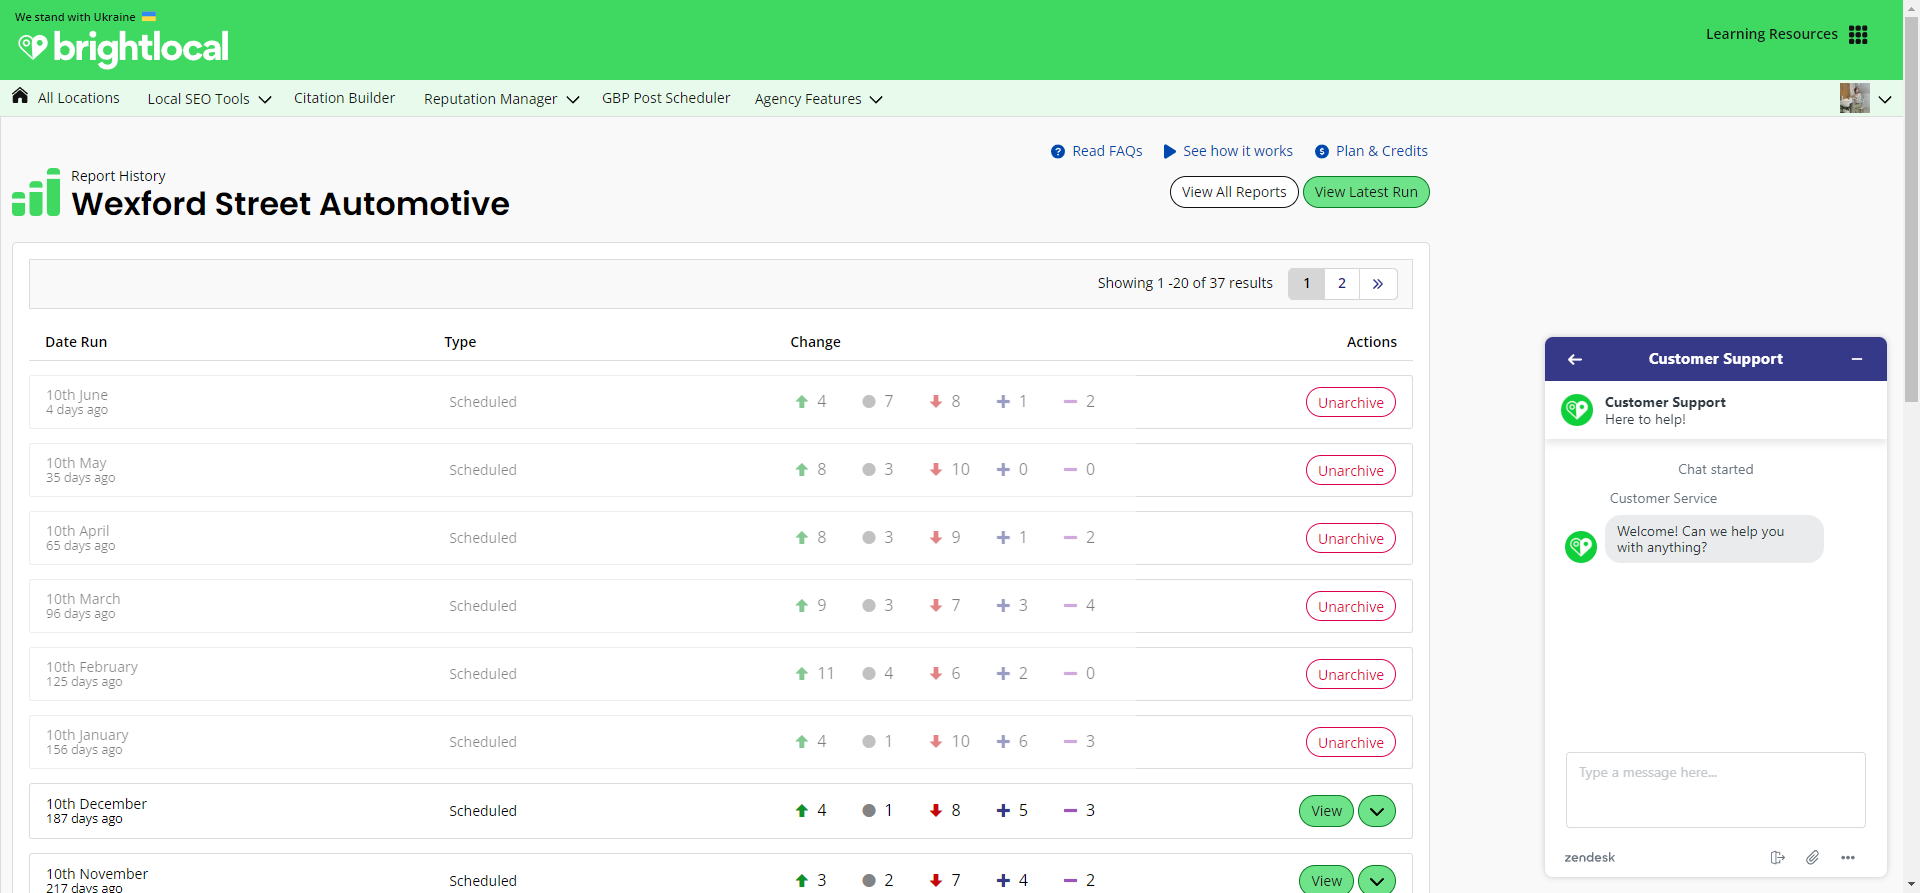 We stand with Ukraine
brightlocal
Learning Resources
All Locations
Local SEO Tools
Citation Builder
Reputation Manager
GBP Post Scheduler
Agency Features
Read FAQs
See how it works
Plan & Credits
Report History
Wexford Street Automotive
View All Reports
View Latest Run
Showing 1 -20 of 37 results
1 2 »
Date Run Type Change Actions
10th June
4 days ago
Scheduled 4 7 8 1 2 Unarchive
10th May
35 days ago
Scheduled 8 3 10 0 0 Unarchive
10th April
65 days ago
Scheduled 8 3 9 1 2 Unarchive
10th March
96 days ago
Scheduled 9 3 7 3 4 Unarchive
10th February
125 days ago
Scheduled 11 4 6 2 0 Unarchive
10th January
156 days ago
Scheduled 4 1 10 6 3 Unarchive
10th December
187 days ago
Scheduled 4 1 8 5 3 View
10th November
217 days ago
Scheduled 3 2 7 4 2 View
Customer Support
Customer Support
Here to help!
Chat started
Customer Service
Welcome! Can we help you
with anything?
Type a message here...
zendesk